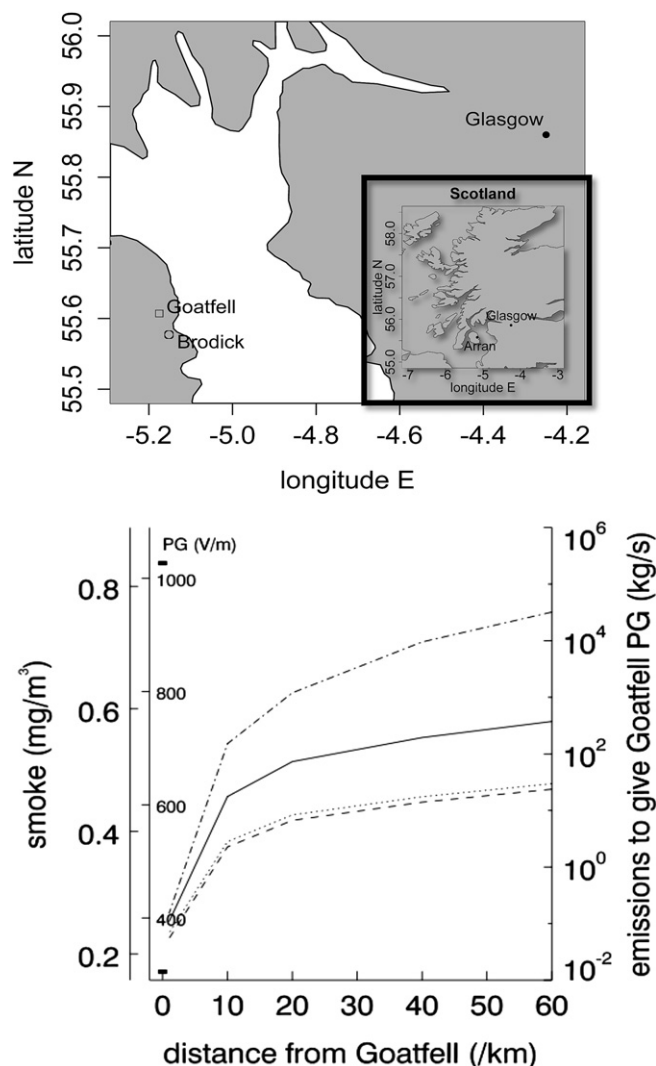 latitude N
56.0
55.9
55.8
55.7
55.6
55.5
Glasgow
Goatfell
Brodick
-5.2 -5.0 -4.8 -4.6 -4.4 -4.2
longitude E
Scotland
latitude N
58.5
57.0
56.0
55.0
Glasgow
Arran
-7 -6 -5 -4 -3
longitude E
PG (V/m)
smoke (mg/m³)
0.8
0.6
0.4
0.2
1000
800
600
400
10⁶
10⁴
10²
10⁰
10⁻²
emissions to give Goatfell PG (kg/s)
0 10 20 30 40 50 60
distance from Goatfell (/km)